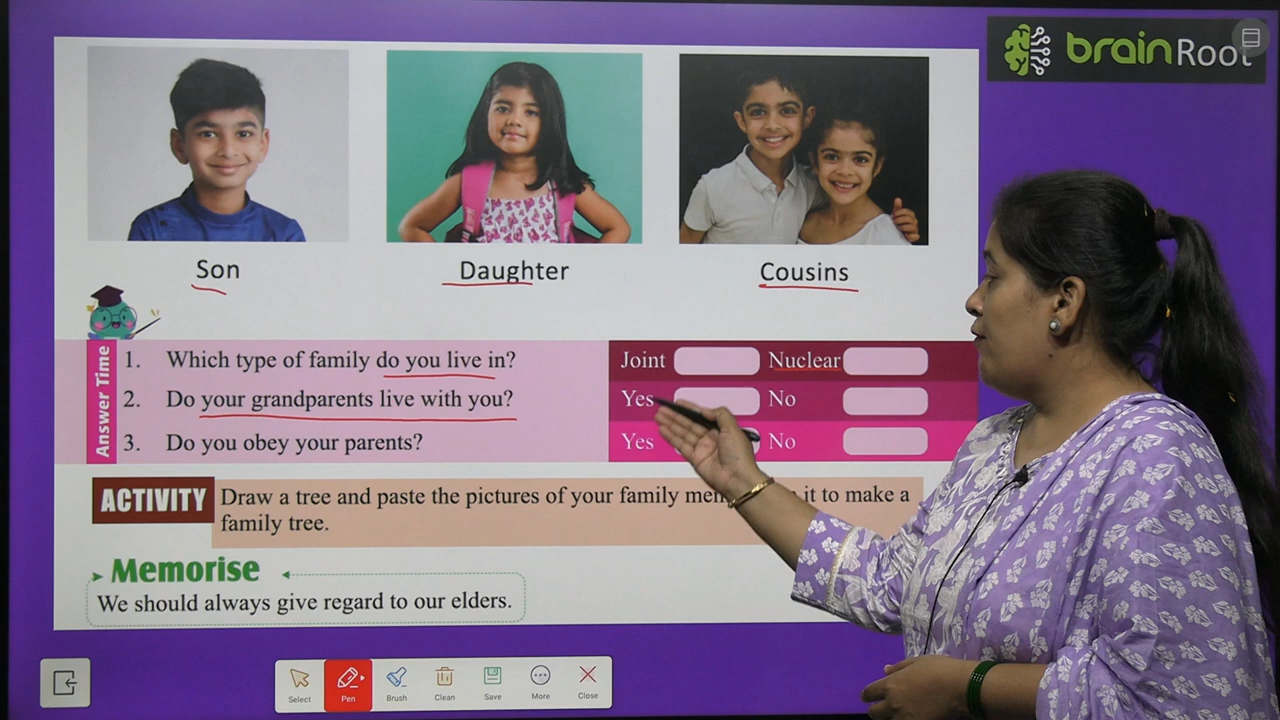 brainRoot
Son Daughter Cousins
Answer Time
1. Which type of family do you live in? Joint Nuclear
2. Do your grandparents live with you? Yes No
3. Do you obey your parents? Yes No
ACTIVITY Draw a tree and paste the pictures of your family it to make a
family tree.
Memorise
We should always give regard to our elders.
Select Pen Brush Clean Save More Close